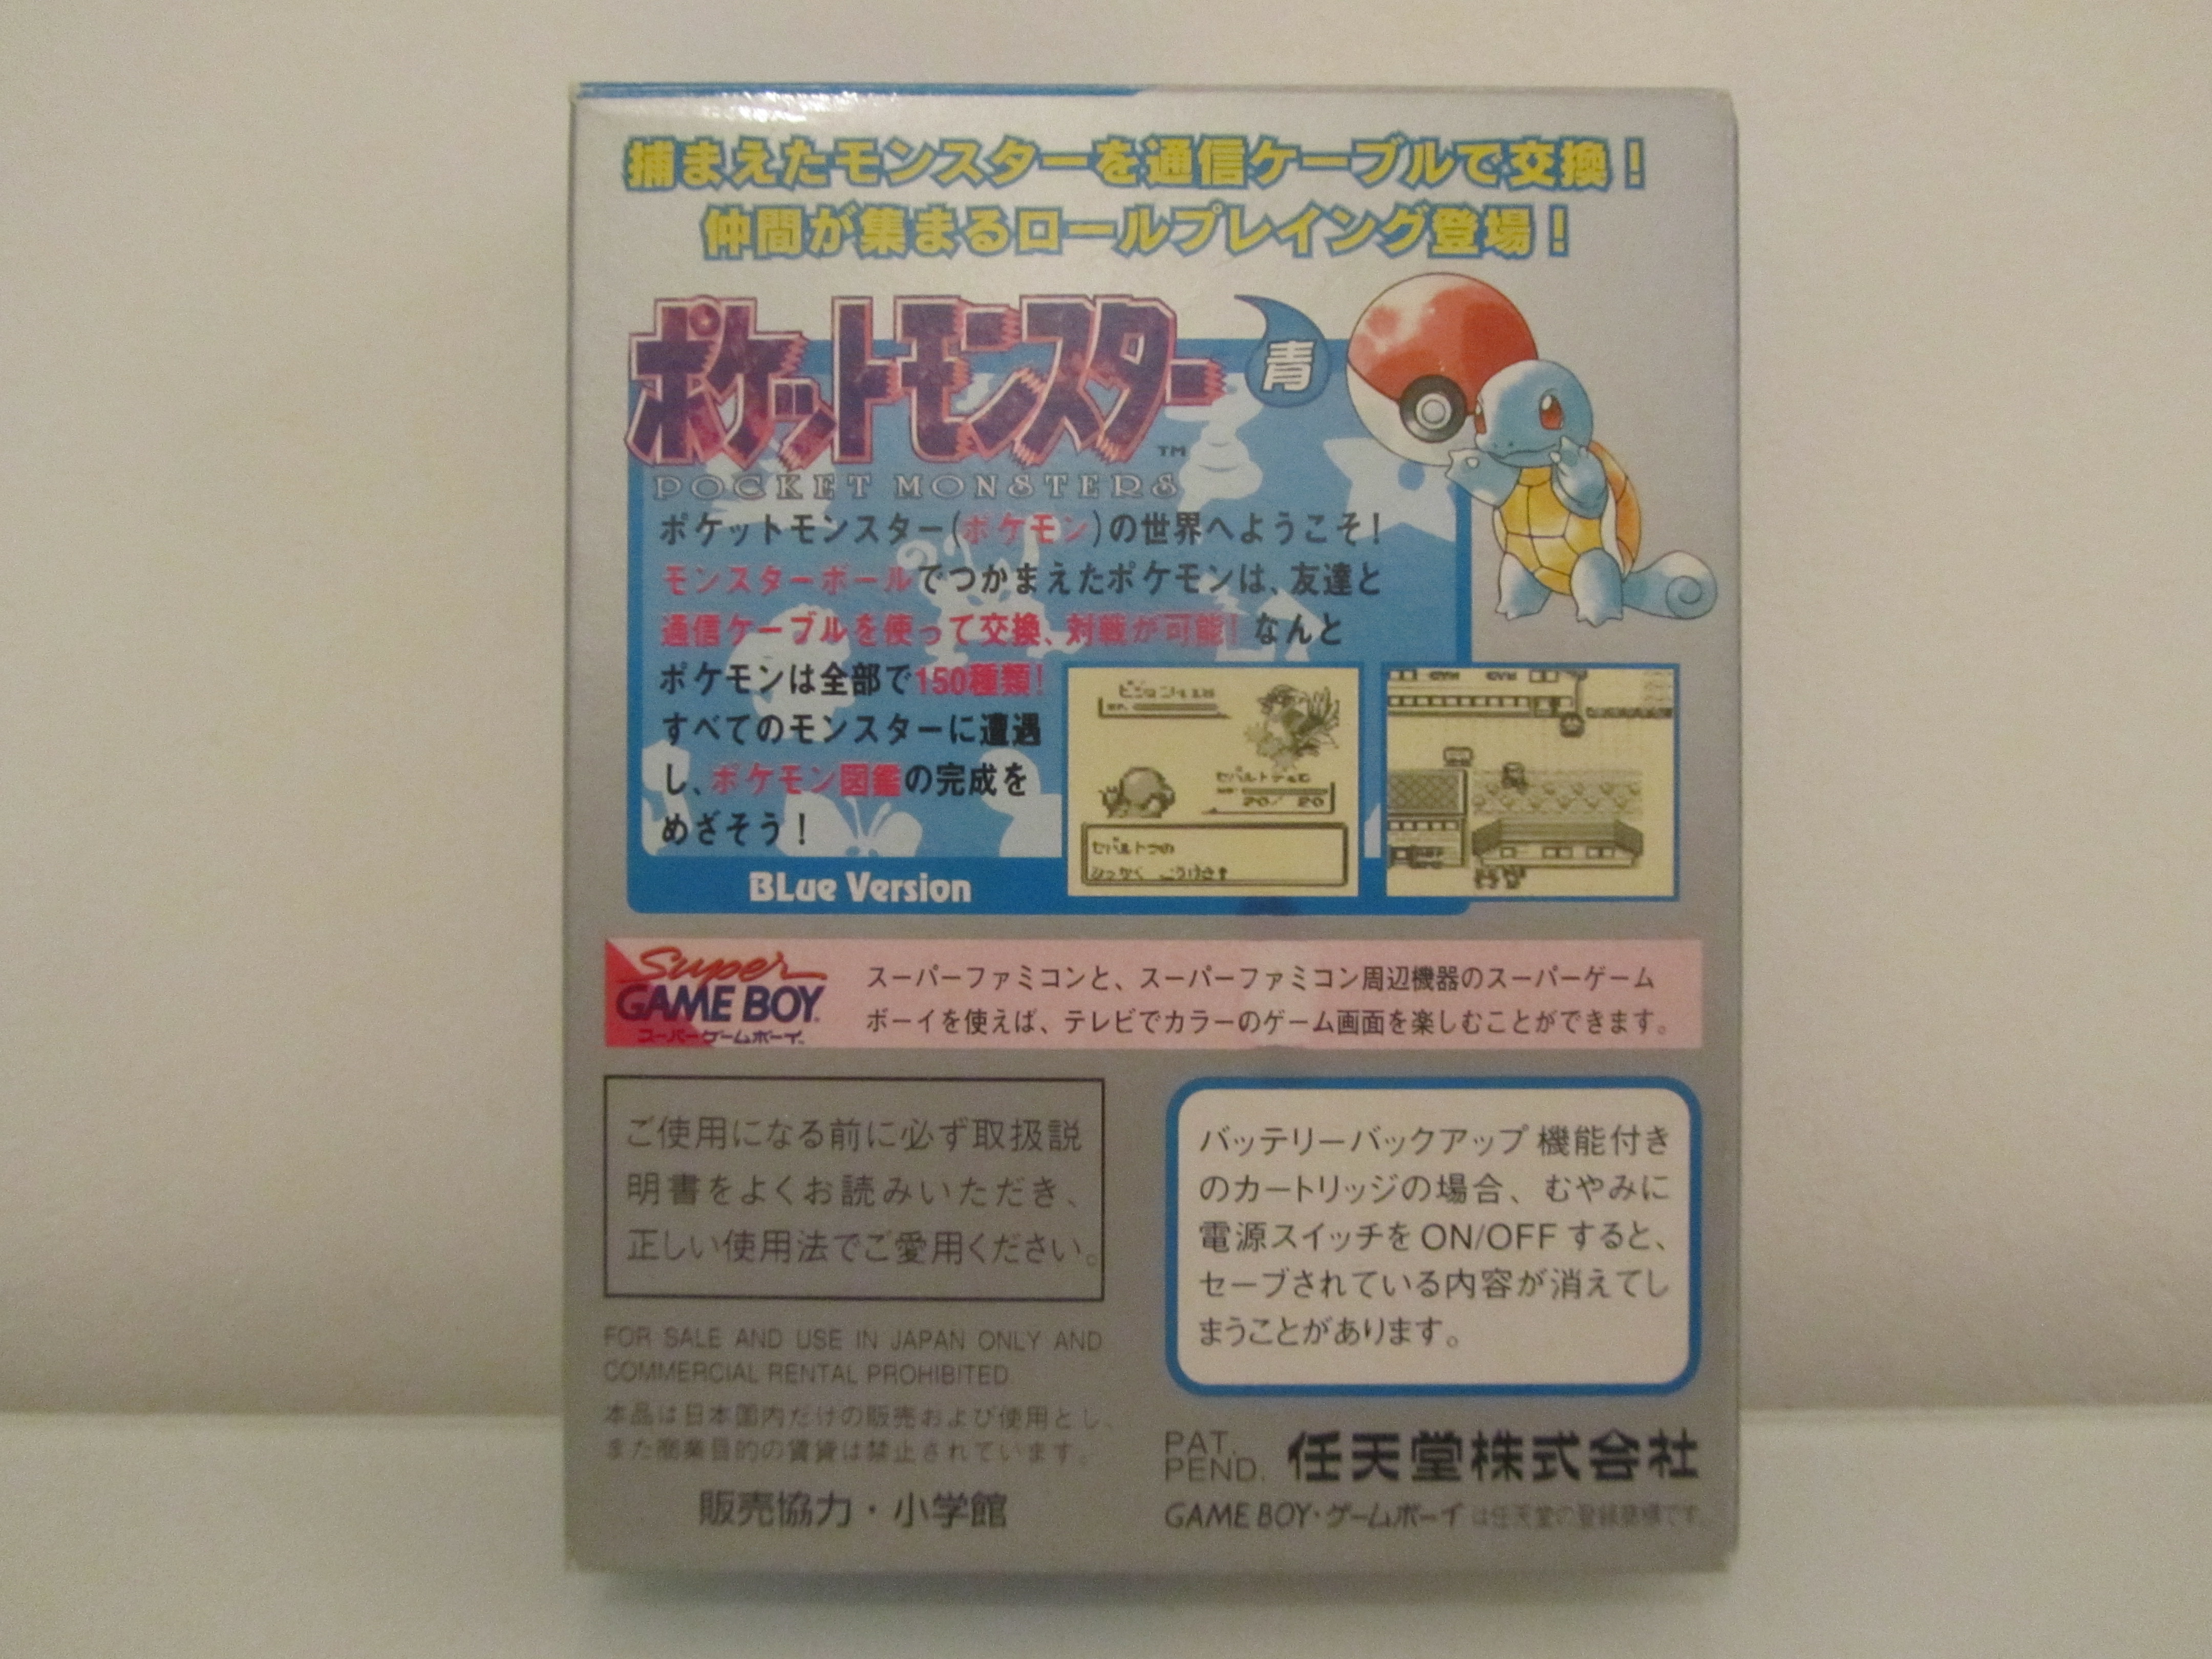 捕まえたモンスターを通信ケーブルで交換！
仲間が集まるロールプレイング登場！
ポケットモンスター 青
TM
POCKET MONSTERS
ポケットモンスター(ポケモン)の世界へようこそ！
モンスターボールでつかまえたポケモンは、友達と
通信ケーブルを使って交換、対戦が可能！なんと
ポケモンは全部で150種類！
すべてのモンスターに遭遇
し、ポケモン図鑑の完成を
めざそう！
20/ 20
ひっかく こうげき！
BLue Version
Super
GAME BOY
スーパーゲームボーイ
スーパーファミコンと、スーパーファミコン周辺機器のスーパーゲーム
ボーイを使えば、テレビでカラーのゲーム画面を楽しむことができます。
ご使用になる前に必ず取扱説
明書をよくお読みいただき、
正しい使用法でご愛用ください。
バッテリーバックアップ機能付き
のカートリッジの場合、むやみに
電源スイッチをON/OFFすると、
セーブされている内容が消えてし
まうことがあります。
FOR SALE AND USE IN JAPAN ONLY AND
COMMERCIAL RENTAL PROHIBITED
本品は日本国内だけの販売および使用とし、
また商業目的の賃貸は禁止されています。
販売協力・小学館
PAT.
PEND.
任天堂株式会社
GAME BOY・ゲームボーイは任天堂の登録商標です。